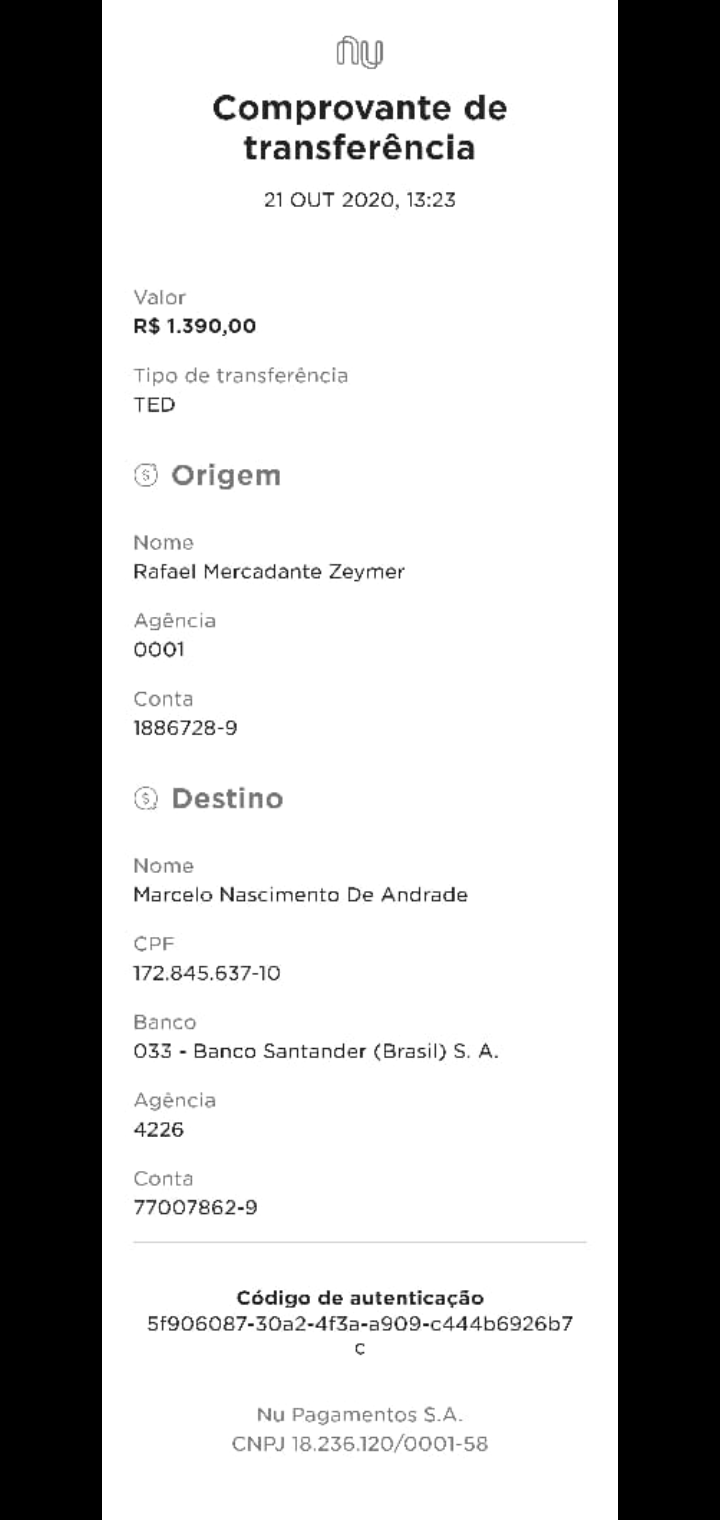 nu
Comprovante de
transferência
21 OUT 2020, 13:23
Valor
R$ 1.390,00
Tipo de transferência
TED
Origem
Nome
Rafael Mercadante Zeymer
Agência
0001
Conta
1886728-9
Destino
Nome
Marcelo Nascimento De Andrade
CPF
172.845.637-10
Banco
033 - Banco Santander (Brasil) S. A.
Agência
4226
Conta
77007862-9
Código de autenticação
5f906087-30a2-4f3a-a909-c444b6926b7
c
Nu Pagamentos S.A.
CNPJ 18.236.120/0001-58